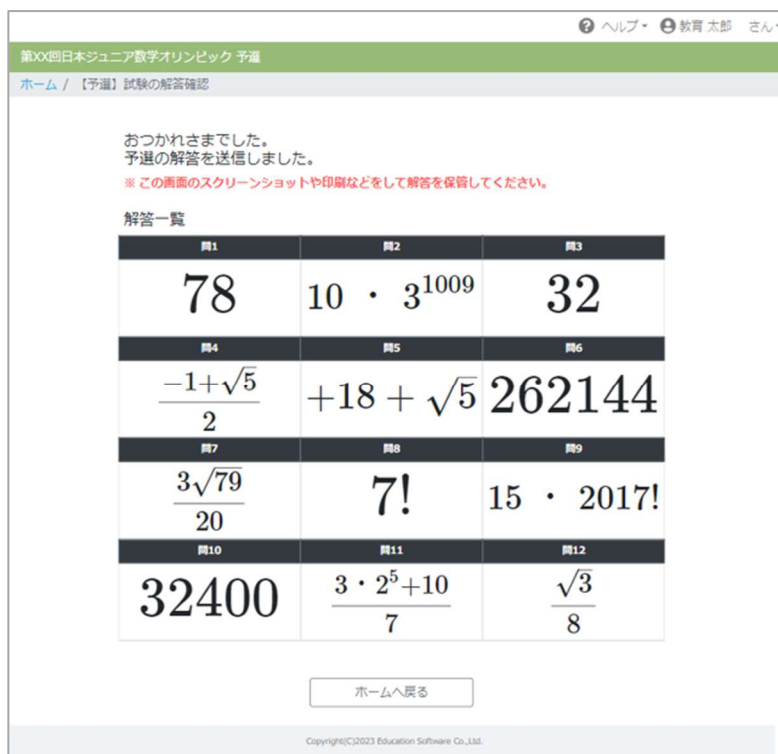 ヘルプ 教育 太郎 さん
第XX回日本ジュニア数学オリンピック 予選
ホーム / 【予選】試験の解答確認
おつかれさまでした。
予選の解答を送信しました。
※ この画面のスクリーンショットや印刷などをして解答を保管してください。
解答一覧
問1 問2 問3
78 10 · 3^1009 32
問4 問5 問6
(-1+√5)/2 +18 + √5 262144
問7 問8 問9
3√79/20 7! 15 · 2017!
問10 問11 問12
32400 (3·2^5+10)/7 √3/8
ホームへ戻る
Copyright(C)2023 Education Software Co.,Ltd.